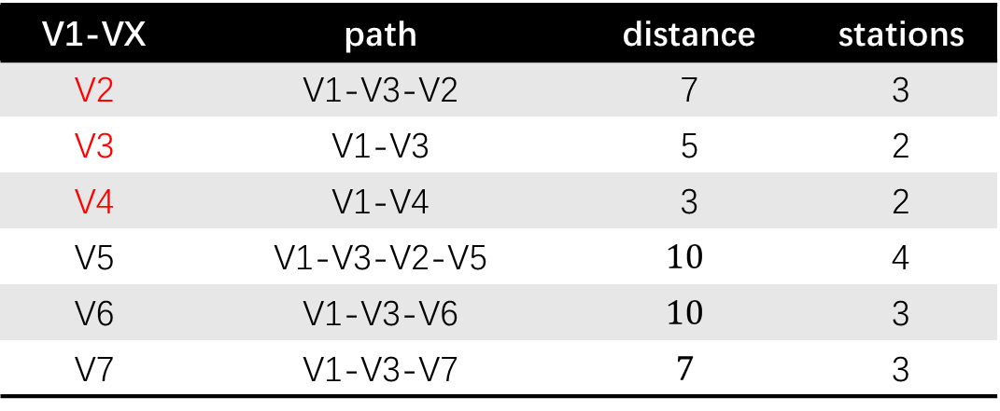 V1-VX path distance stations
V2 V1-V3-V2 7 3
V3 V1-V3 5 2
V4 V1-V4 3 2
V5 V1-V3-V2-V5 10 4
V6 V1-V3-V6 10 3
V7 V1-V3-V7 7 3